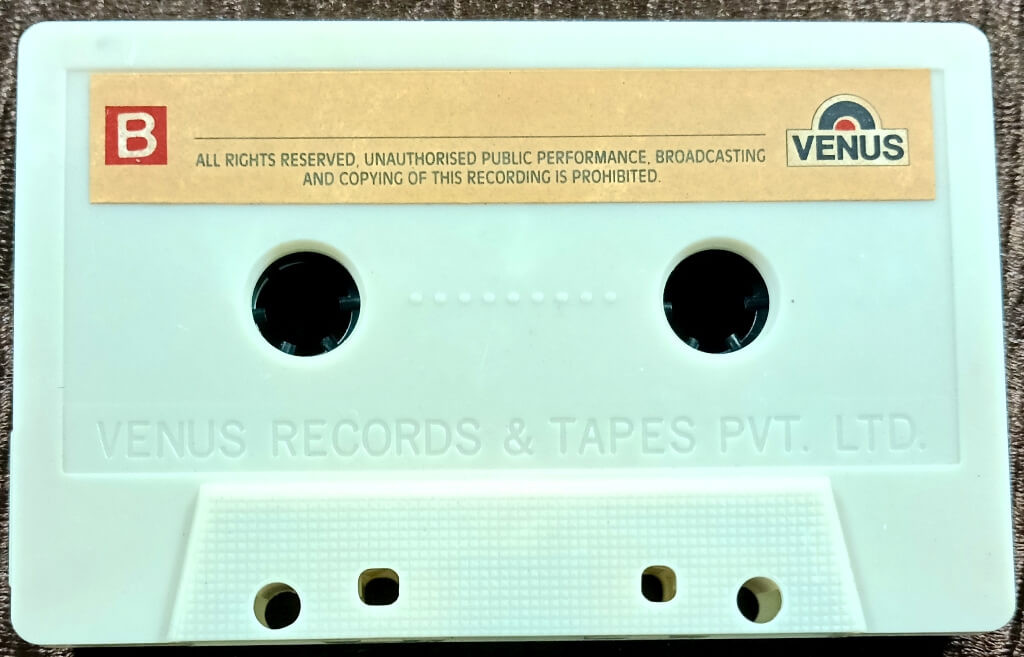 B
ALL RIGHTS RESERVED, UNAUTHORISED PUBLIC PERFORMANCE, BROADCASTING
AND COPYING OF THIS RECORDING IS PROHIBITED.
VENUS
VENUS RECORDS & TAPES PVT. LTD.